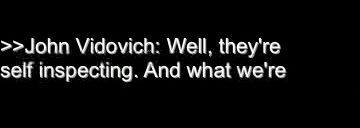 >>John Vidovich: Well, they're
self inspecting. And what we're